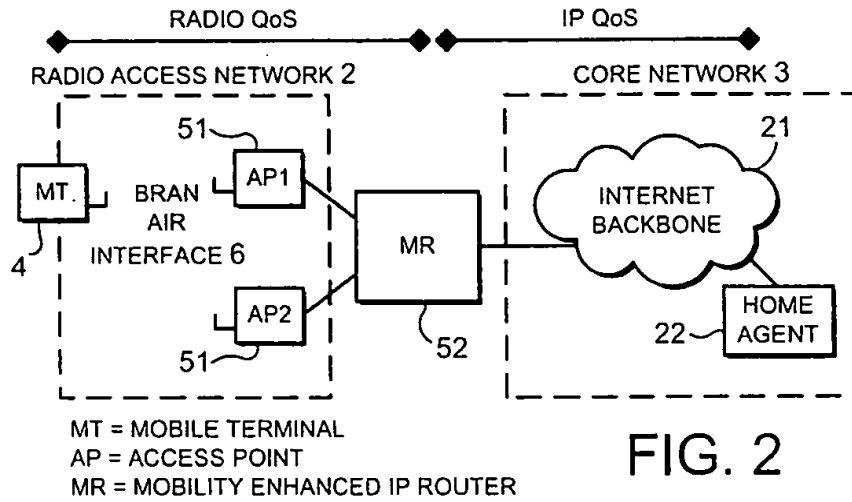 RADIO QoS
IP QoS
RADIO ACCESS NETWORK 2
CORE NETWORK 3
51
21
MT.
BRAN
AIR
INTERFACE 6
AP1
MR
INTERNET
BACKBONE
4
AP2
51
52
22
HOME
AGENT
MT = MOBILE TERMINAL
AP = ACCESS POINT
MR = MOBILITY ENHANCED IP ROUTER
FIG. 2